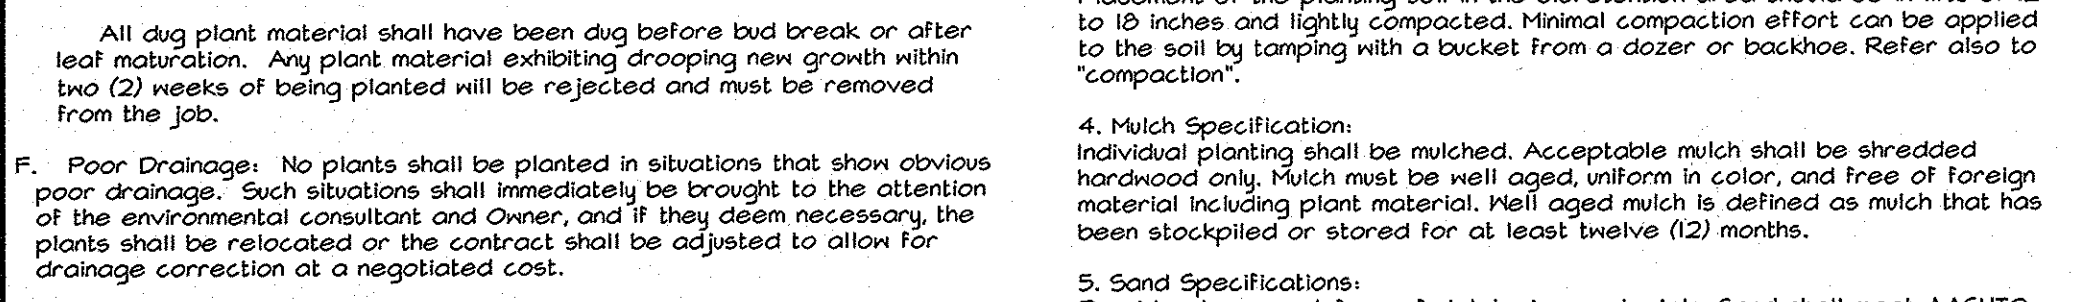 All dug plant material shall have been dug before bud break or after
leaf maturation. Any plant material exhibiting drooping new growth within
two (2) weeks of being planted will be rejected and must be removed
from the job.
F. Poor Drainage: No plants shall be planted in situations that show obvious
poor drainage. Such situations shall immediately be brought to the attention
of the environmental consultant and Owner, and if they deem necessary, the
plants shall be relocated or the contract shall be adjusted to allow for
drainage correction at a negotiated cost.
to 18 inches and lightly compacted. Minimal compaction effort can be applied
to the soil by tamping with a bucket from a dozer or backhoe. Refer also to
"compaction".
4. Mulch Specification:
Individual planting shall be mulched. Acceptable mulch shall be shredded
hardwood only. Mulch must be well aged, uniform in color, and free of foreign
material including plant material. Well aged mulch is defined as mulch that has
been stockpiled or stored for at least twelve (12) months.
5. Sand Specifications: